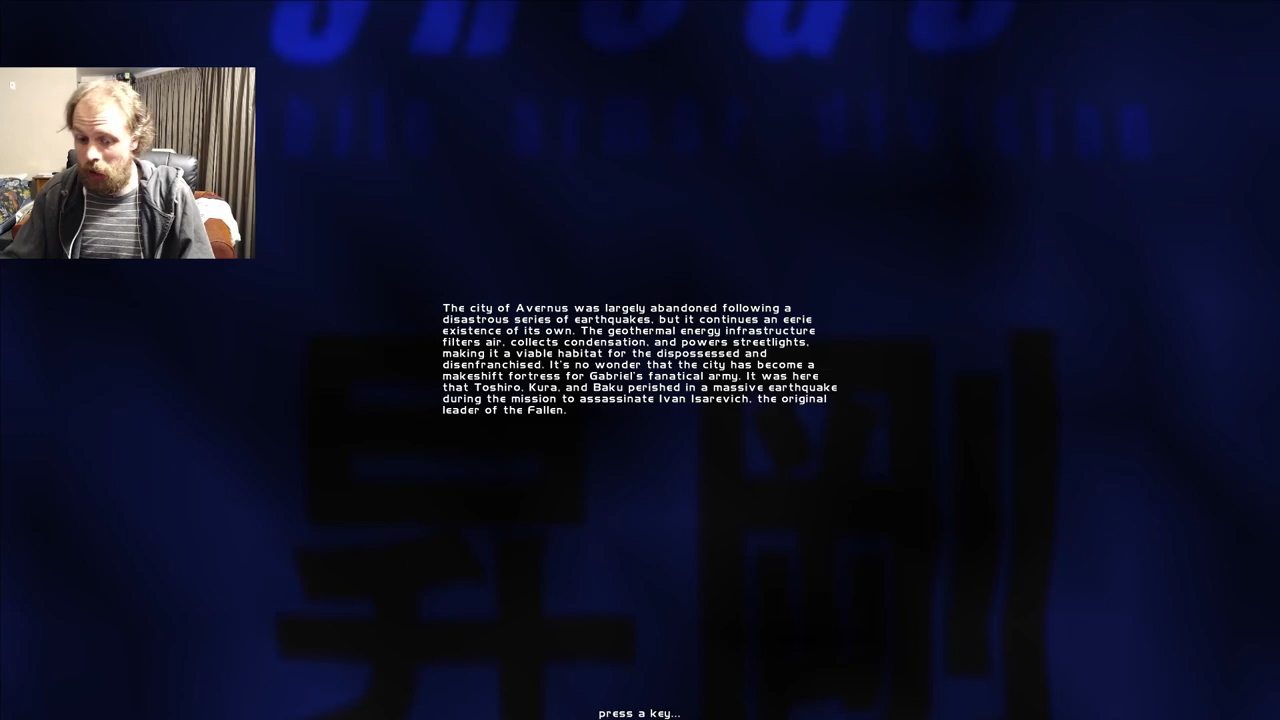 shogo
The city of Avernus was largely abandoned following a
disastrous series of earthquakes, but it continues an eerie
existence of its own. The geothermal energy infrastructure
filters air, collects condensation, and powers streetlights,
making it a viable habitat for the dispossessed and
disenfranchised. It's no wonder that the city has become a
makeshift fortress for Gabriel's fanatical army. It was here
that Toshiro, Kura, and Baku perished in a massive earthquake
during the mission to assassinate Ivan Isarevich, the original
leader of the Fallen.
昇剛
press a key...